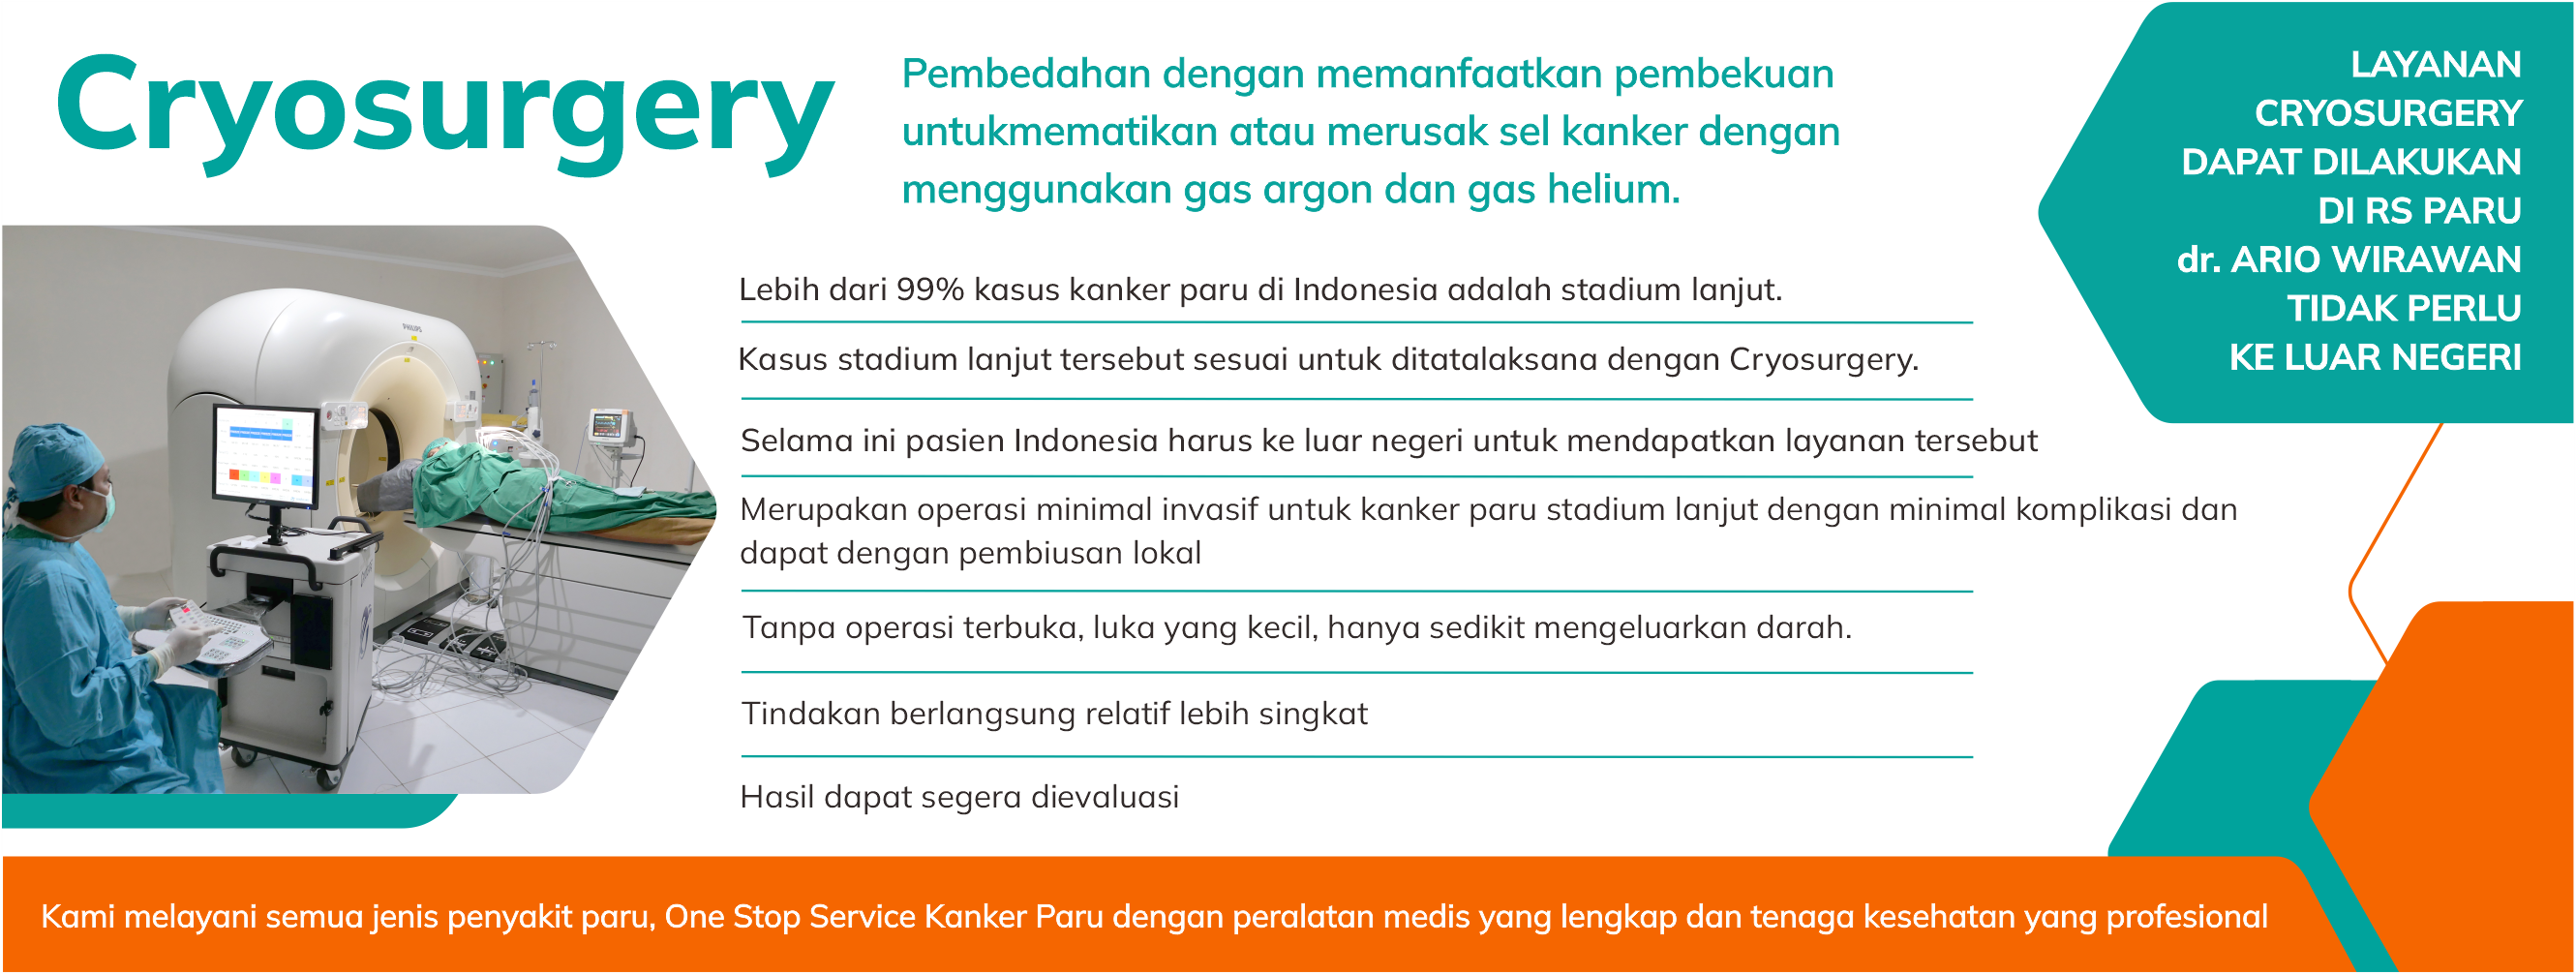 Cryosurgery
Pembedahan dengan memanfaatkan pembekuan
untukmematikan atau merusak sel kanker dengan
menggunakan gas argon dan gas helium.
LAYANAN
CRYOSURGERY
DAPAT DILAKUKAN
DI RS PARU
dr. ARIO WIRAWAN
TIDAK PERLU
KE LUAR NEGERI
PHILIPS
Lebih dari 99% kasus kanker paru di Indonesia adalah stadium lanjut.
Kasus stadium lanjut tersebut sesuai untuk ditatalaksana dengan Cryosurgery.
Selama ini pasien Indonesia harus ke luar negeri untuk mendapatkan layanan tersebut
Merupakan operasi minimal invasif untuk kanker paru stadium lanjut dengan minimal komplikasi dan
dapat dengan pembiusan lokal
Tanpa operasi terbuka, luka yang kecil, hanya sedikit mengeluarkan darah.
Tindakan berlangsung relatif lebih singkat
Hasil dapat segera dievaluasi
Kami melayani semua jenis penyakit paru, One Stop Service Kanker Paru dengan peralatan medis yang lengkap dan tenaga kesehatan yang profesional